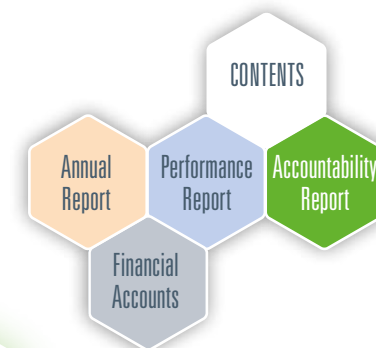 CONTENTS
Annual
Report
Performance
Report
Accountability
Report
Financial
Accounts